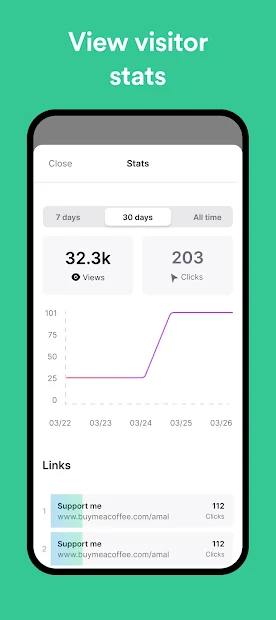 View visitor
stats
Close Stats
7 days 30 days All time
32.3k 203
Views Clicks
101
75
50
25
0
03/22 03/23 03/24 03/25 03/26
Links
1 Support me 112
www.buymeacoffee.com/amal Clicks
2 Support me 112
www.buymeacoffee.com/amal Clicks